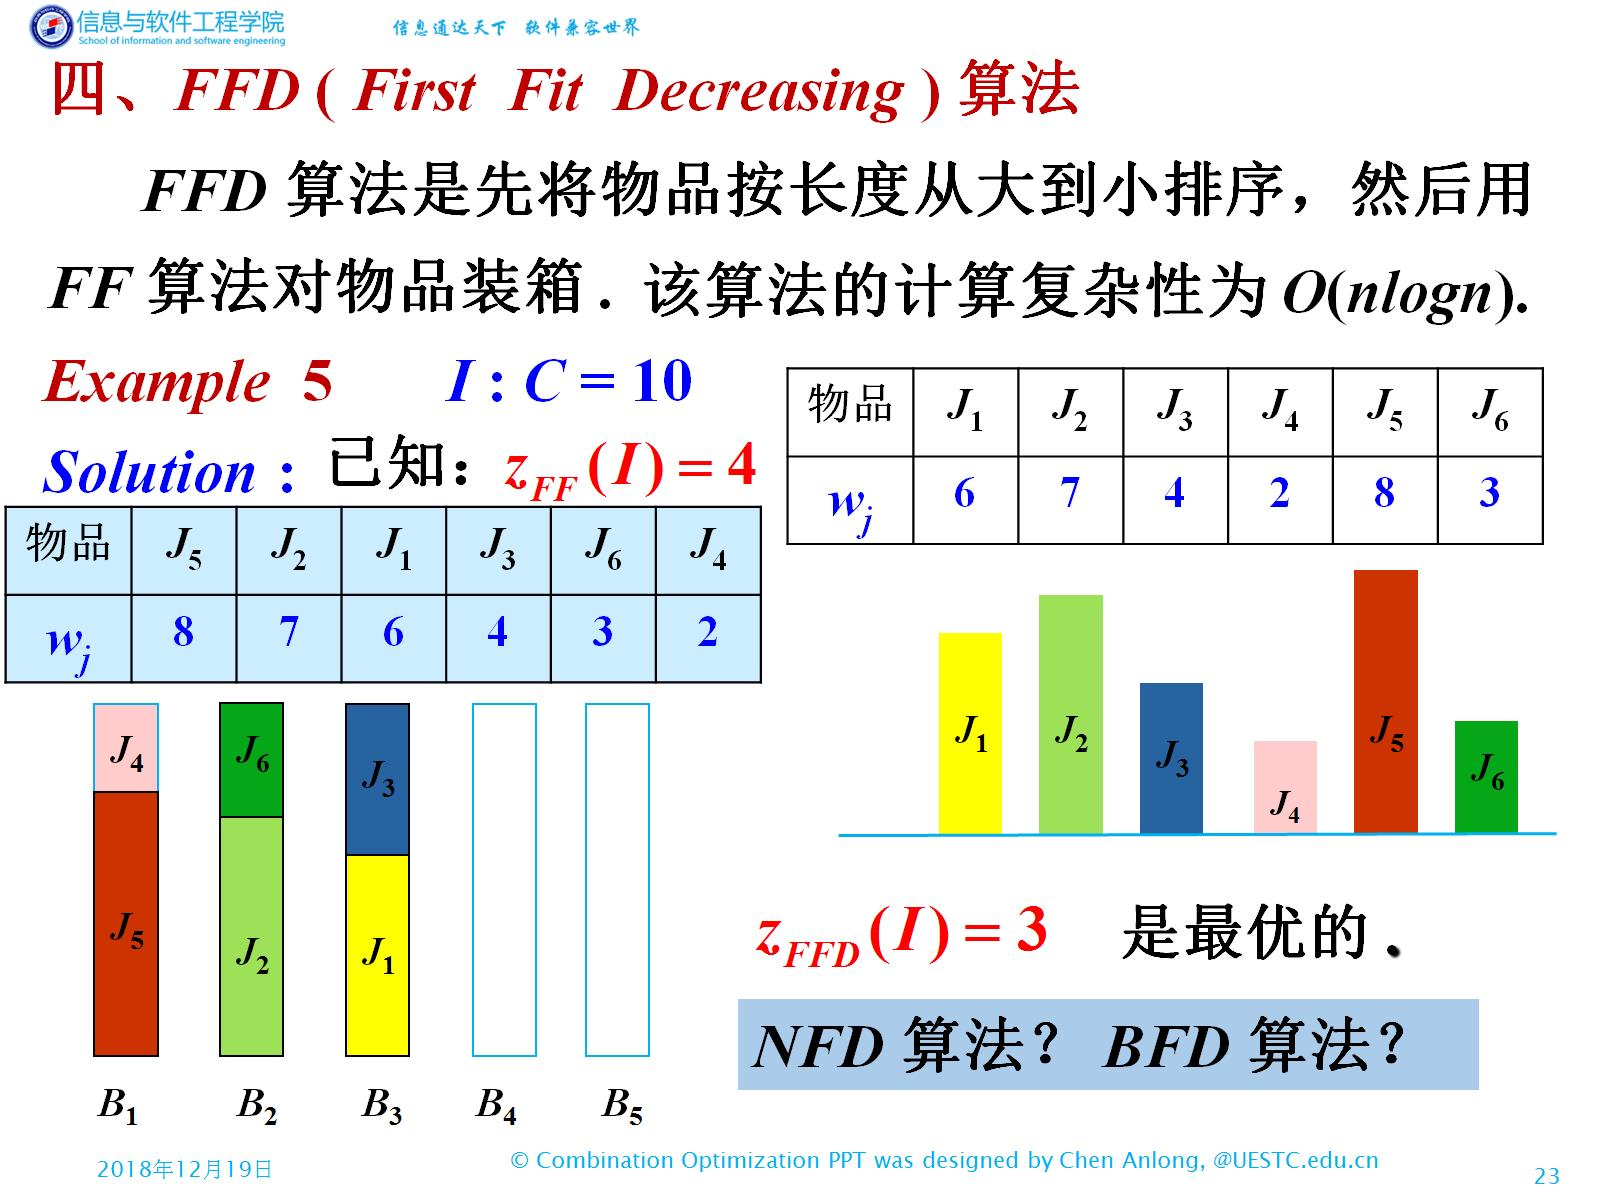 信息与软件工程学院
School of information and software engineering
信息通达天下 软件兼容世界
四、FFD ( First Fit Decreasing ) 算法
FFD 算法是先将物品按长度从大到小排序，然后用
FF 算法对物品装箱 . 该算法的计算复杂性为 O(nlogn).
Example 5 I : C = 10
物品 J1 J2 J3 J4 J5 J6
wj 6 7 4 2 8 3
Solution : 已知： zFF (I) = 4
物品 J5 J2 J1 J3 J6 J4
wj 8 7 6 4 3 2
J4 J6 J3
J5 J2 J1
B1 B2 B3 B4 B5
J1 J2 J3 J4 J5 J6
zFFD (I) = 3 是最优的 .
NFD 算法？ BFD 算法？
2018年12月19日
© Combination Optimization PPT was designed by Chen Anlong, @UESTC.edu.cn
23